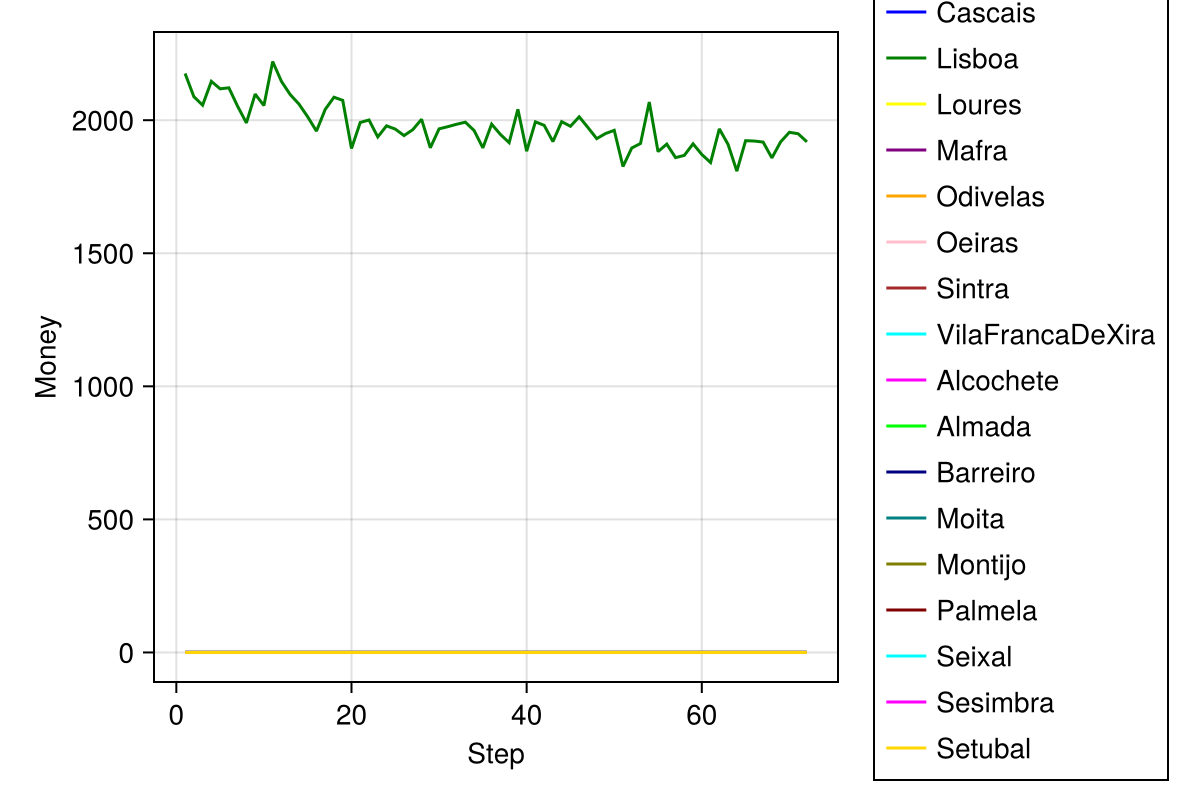 Money
2000
1500
1000
500
0
0 20 40 60
Step
Cascais
Lisboa
Loures
Mafra
Odivelas
Oeiras
Sintra
VilaFrancaDeXira
Alcochete
Almada
Barreiro
Moita
Montijo
Palmela
Seixal
Sesimbra
Setubal